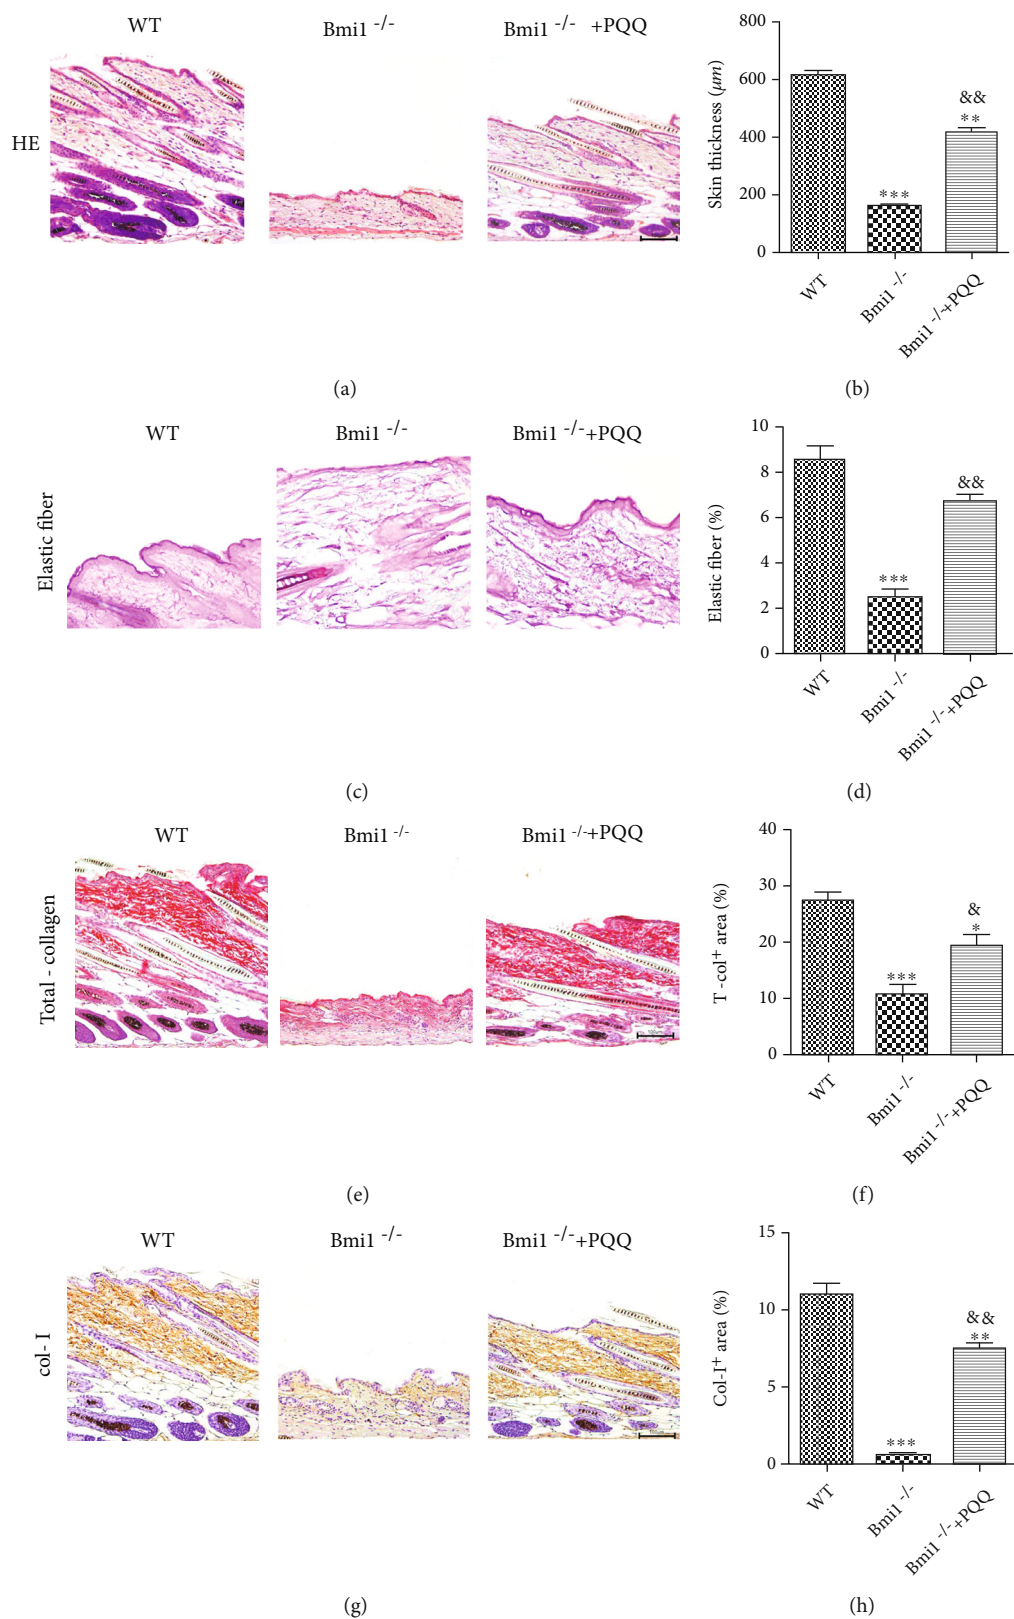 WT
Bmi1 -/-
Bmi1 -/- +PQQ
HE
(a)
Skin thickness (μm)
800
600
400
200
0
***
&&
**
WT
Bmi1 -/-
Bmi1 -/-+PQQ
(b)
WT
Bmi1 -/-
Bmi1 -/-+PQQ
Elastic fiber
(c)
Elastic fiber (%)
10
8
6
4
2
0
***
&&
WT
Bmi1 -/-
Bmi1 -/-+PQQ
(d)
WT
Bmi1 -/-
Bmi1 -/-+PQQ
Total - collagen
100μm
(e)
T -col+ area (%)
40
30
20
10
0
***
&
*
WT
Bmi1 -/-
Bmi1 -/-+PQQ
(f)
WT
Bmi1 -/-
Bmi1 -/-+PQQ
col- I
100μm
(g)
Col-I+ area (%)
15
10
5
0
***
&&
**
WT
Bmi1 -/-
Bmi1 -/-+PQQ
(h)